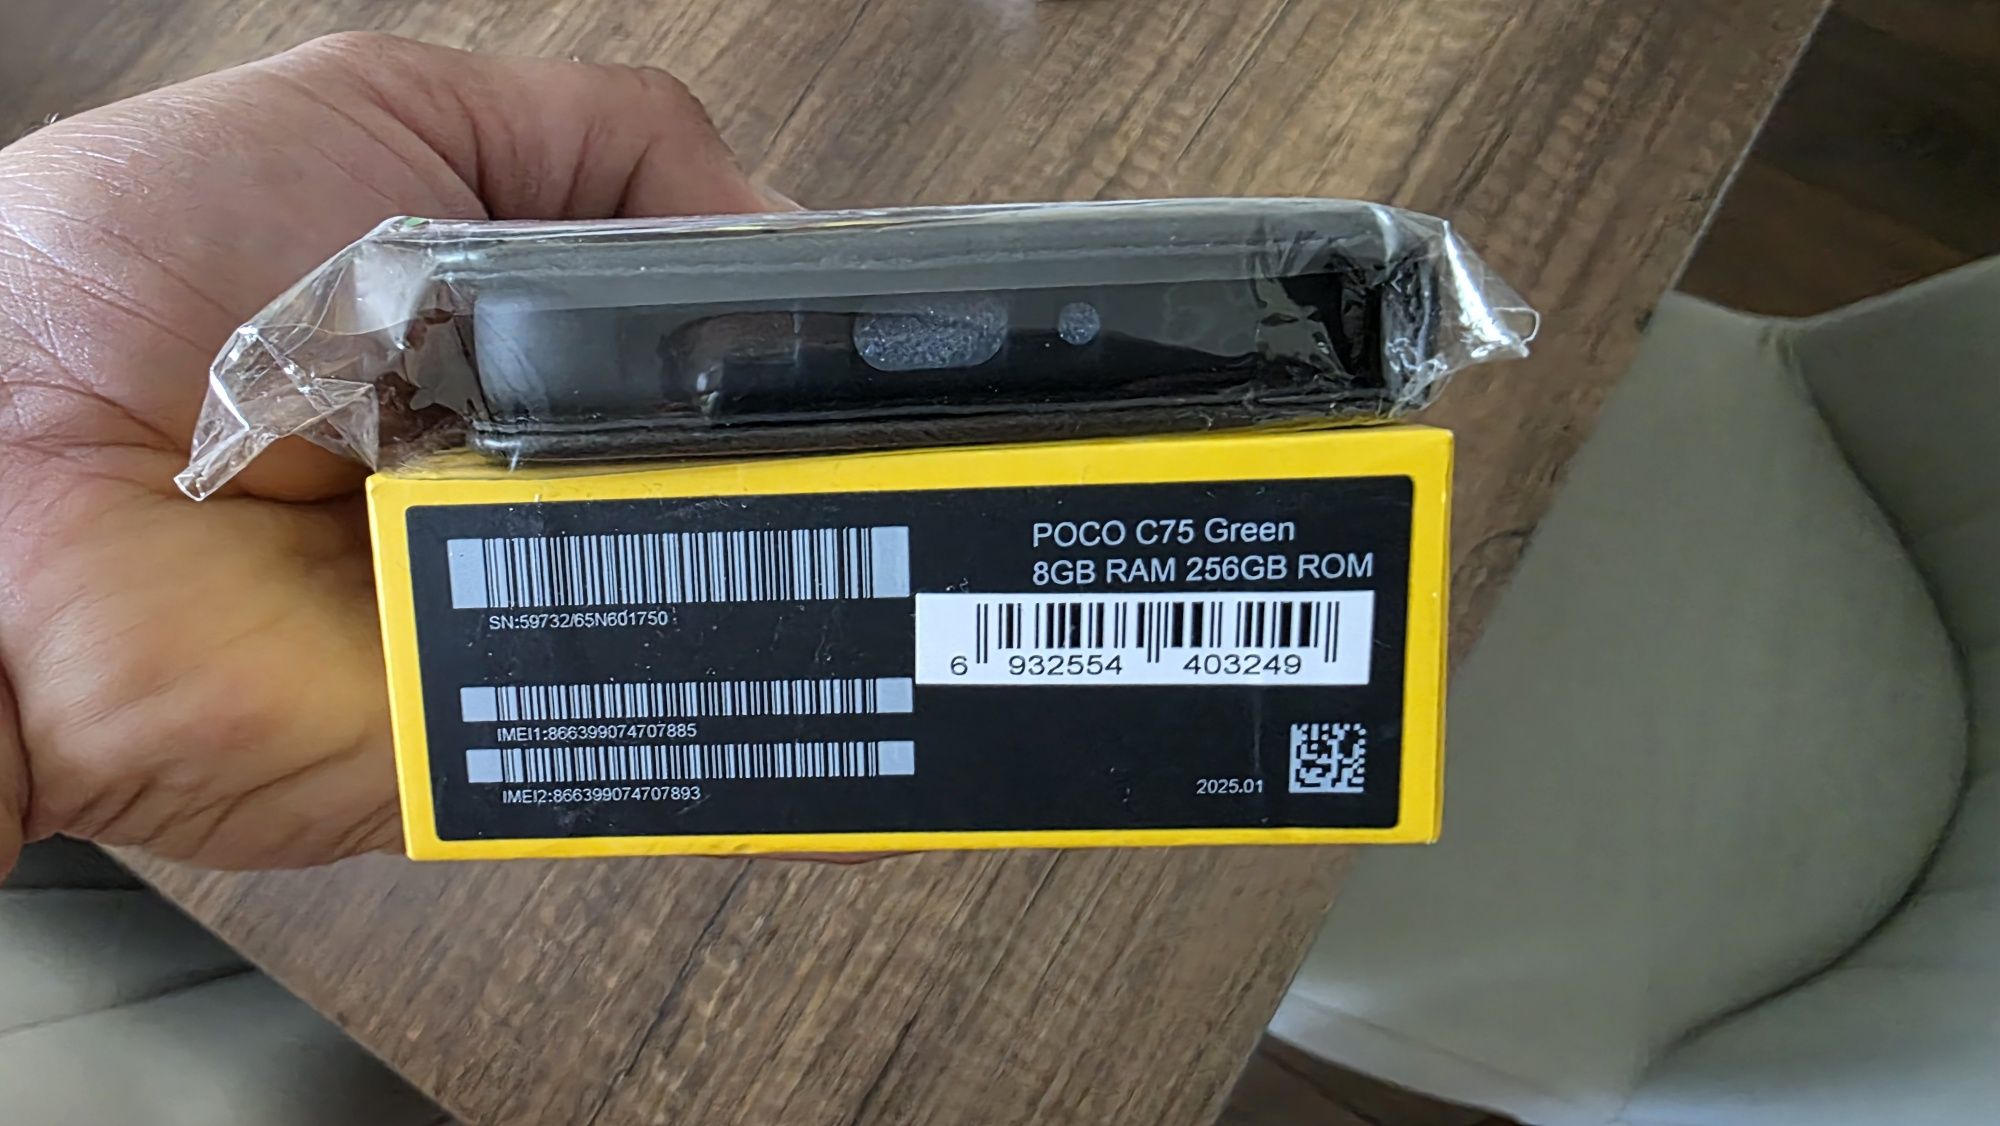 SN:59732/65N601750
IMEI1:866399074707885
IMEI2:866399074707893
POCO C75 Green
8GB RAM 256GB ROM
6 932554 403249
2025.01